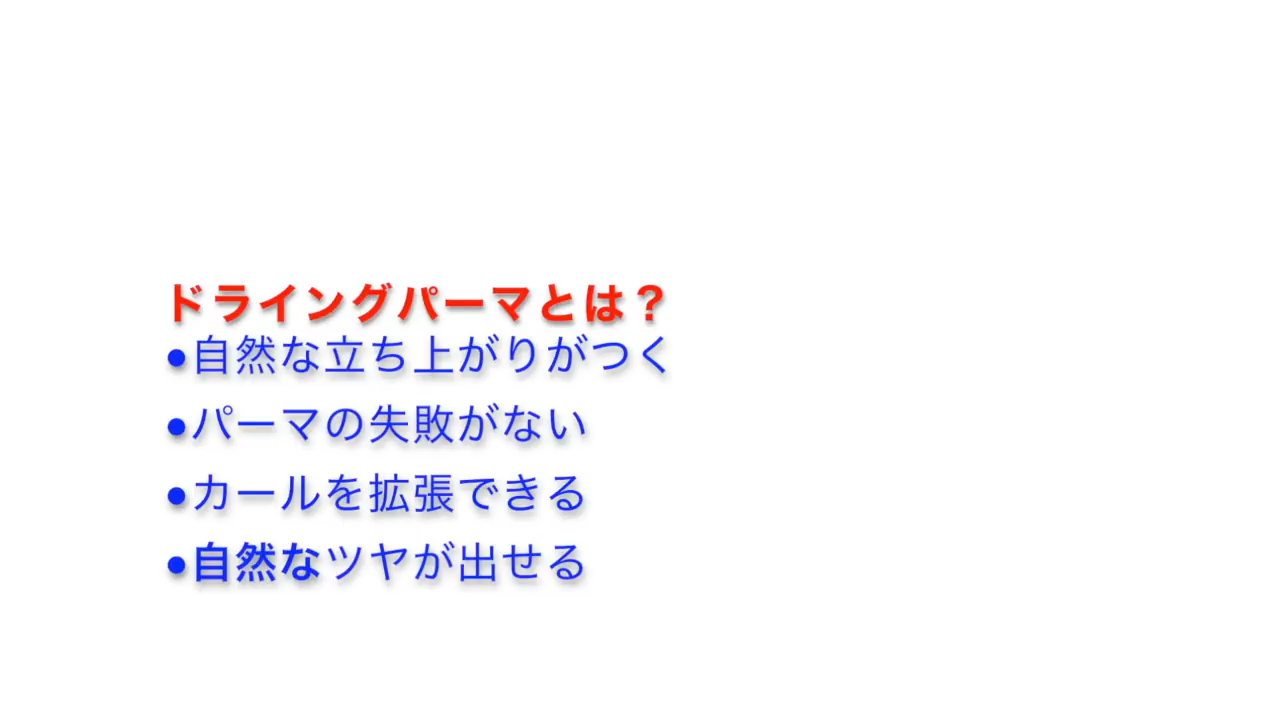 ドライングパーマとは？
●自然な立ち上がりがつく
●パーマの失敗がない
●カールを拡張できる
●自然なツヤが出せる